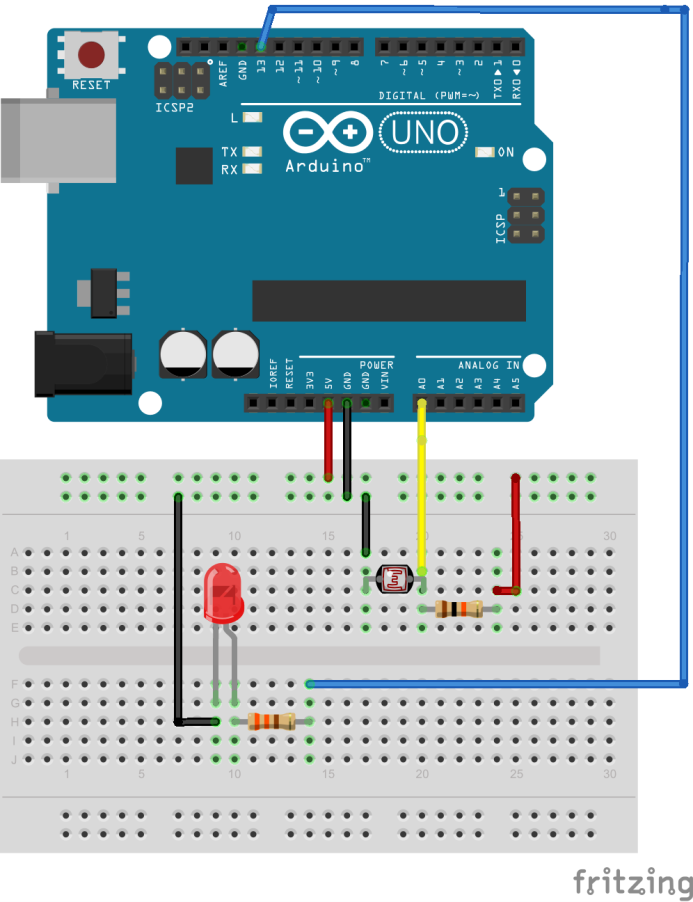 RESET
ICSP2
AREF
GND
13
12
~11
~10
~9
8
7
~6
~5
4
~3
2
TXD▶1
RXD◀0
DIGITAL (PWM=~)
L
TX
RX
Arduino™
UNO
ON
1
ICSP
POWER
ANALOG IN
IOREF
RESET
3V3
5V
GND
GND
VIN
A0
A1
A2
A3
A4
A5
1 5 10 15 20 25 30
A
B
C
D
E
F
G
H
I
J
1 5 10 15 20 25 30
fritzing